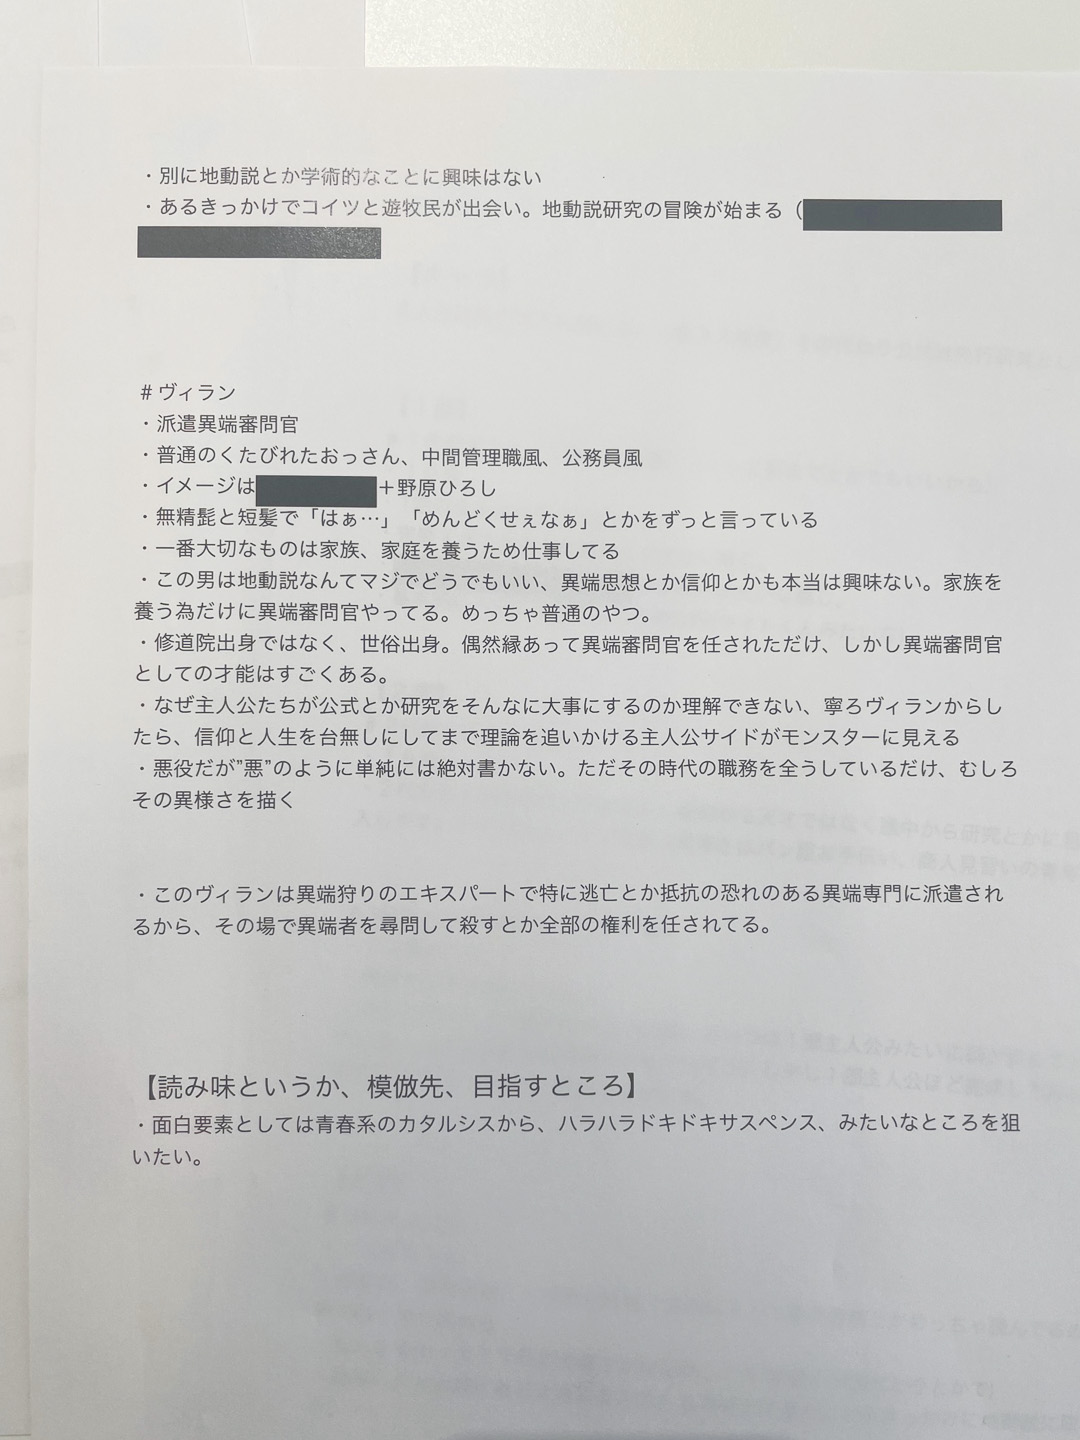 ・別に地動説とか学術的なことに興味はない
・あるきっかけでコイツと遊牧民が出会い。地動説研究の冒険が始まる（
# ヴィラン
・派遣異端審問官
・普通のくたびれたおっさん、中間管理職風、公務員風
・イメージは＋野原ひろし
・無精髭と短髪で「はぁ…」「めんどくせぇなぁ」とかをずっと言っている
・一番大切なものは家族、家庭を養うため仕事してる
・この男は地動説なんてマジでどうでもいい、異端思想とか信仰とかも本当は興味ない。家族を
養う為だけに異端審問官やってる。めっちゃ普通のやつ。
・修道院出身ではなく、世俗出身。偶然縁あって異端審問官を任されただけ、しかし異端審問官
としての才能はすごくある。
・なぜ主人公たちが公式とか研究をそんなに大事にするのか理解できない、寧ろヴィランからし
たら、信仰と人生を台無しにしてまで理論を追いかける主人公サイドがモンスターに見える
・悪役だが”悪”のように単純には絶対書かない。ただその時代の職務を全うしているだけ、むしろ
その異様さを描く
・このヴィランは異端狩りのエキスパートで特に逃亡とか抵抗の恐れのある異端専門に派遣され
るから、その場で異端者を尋問して殺すとか全部の権利を任されてる。
【読み味というか、模倣先、目指すところ】
・面白要素としては青春系のカタルシスから、ハラハラドキドキサスペンス、みたいなところを狙
いたい。